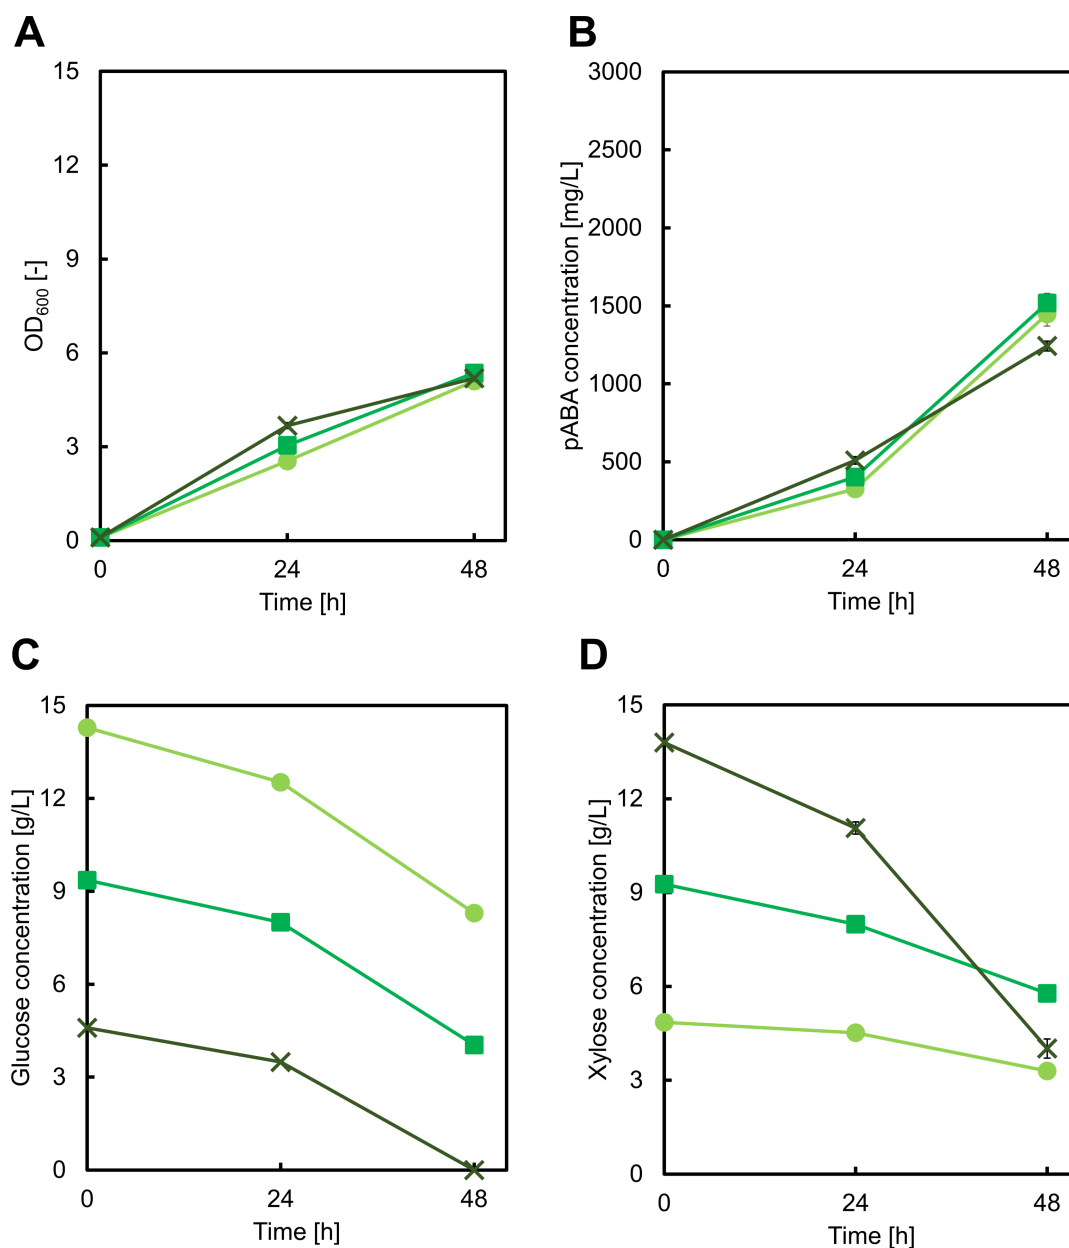 A
15
12
9
6
3
0
OD600 [-]
0 24 48
Time [h]
B
3000
2500
2000
1500
1000
500
0
pABA concentration [mg/L]
0 24 48
Time [h]
C
15
12
9
6
3
0
Glucose concentration [g/L]
0 24 48
Time [h]
D
15
12
9
6
3
0
Xylose concentration [g/L]
0 24 48
Time [h]